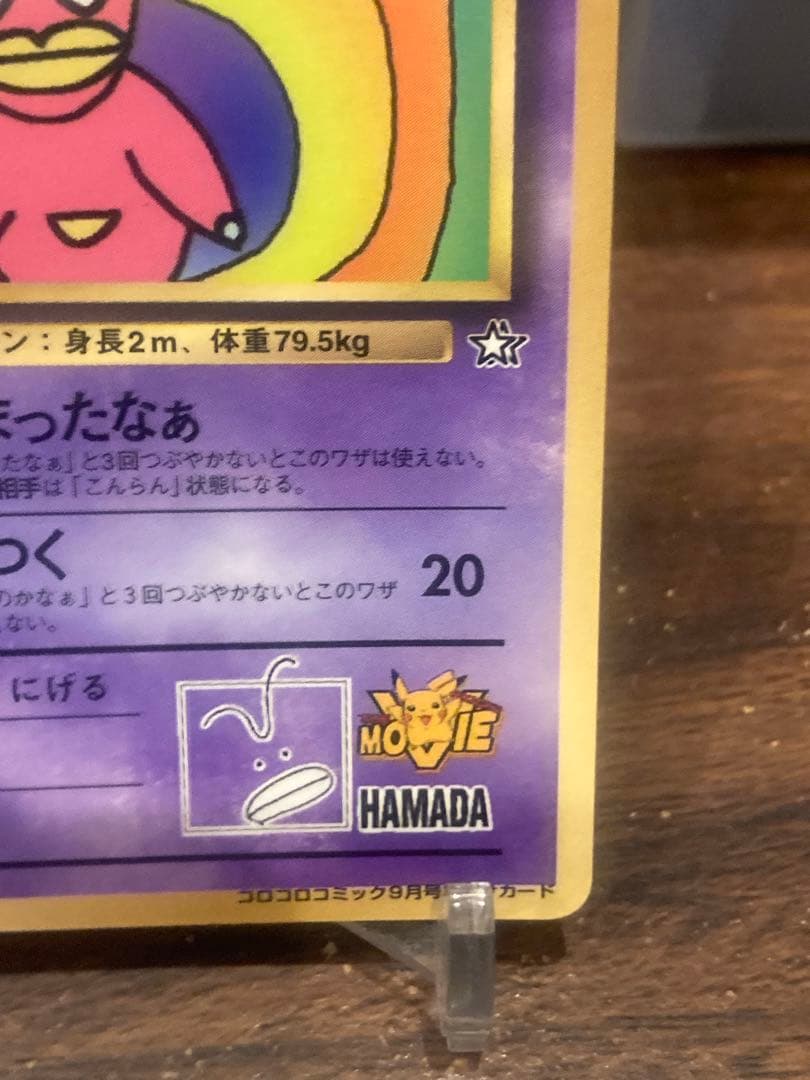 ン：身長2m、体重79.5kg
まったなぁ
たなぁ」と3回つぶやかないとこのワザは使えない。
相手は「こんらん」状態になる。
つく
20
のかなぁ」と3回つぶやかないとこのワザ
ない。
にげる
MOVIE
HAMADA
コロコロコミック9月号 カード